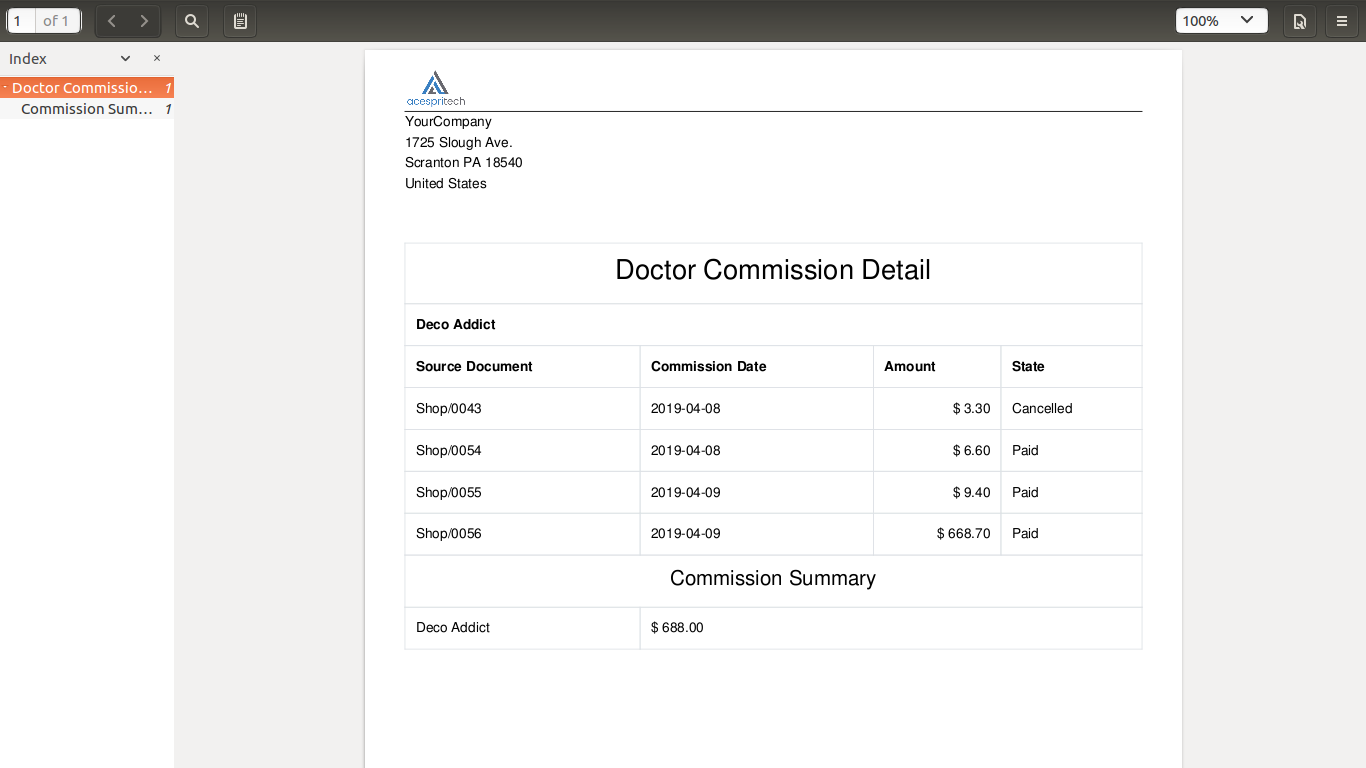 1 of 1
100%
Index
Doctor Commissio... 1
Commission Sum... 1
acespritech
YourCompany
1725 Slough Ave.
Scranton PA 18540
United States
Doctor Commission Detail
Deco Addict
Source Document Commission Date Amount State
Shop/0043 2019-04-08 $ 3.30 Cancelled
Shop/0054 2019-04-08 $ 6.60 Paid
Shop/0055 2019-04-09 $ 9.40 Paid
Shop/0056 2019-04-09 $ 668.70 Paid
Commission Summary
Deco Addict $ 688.00